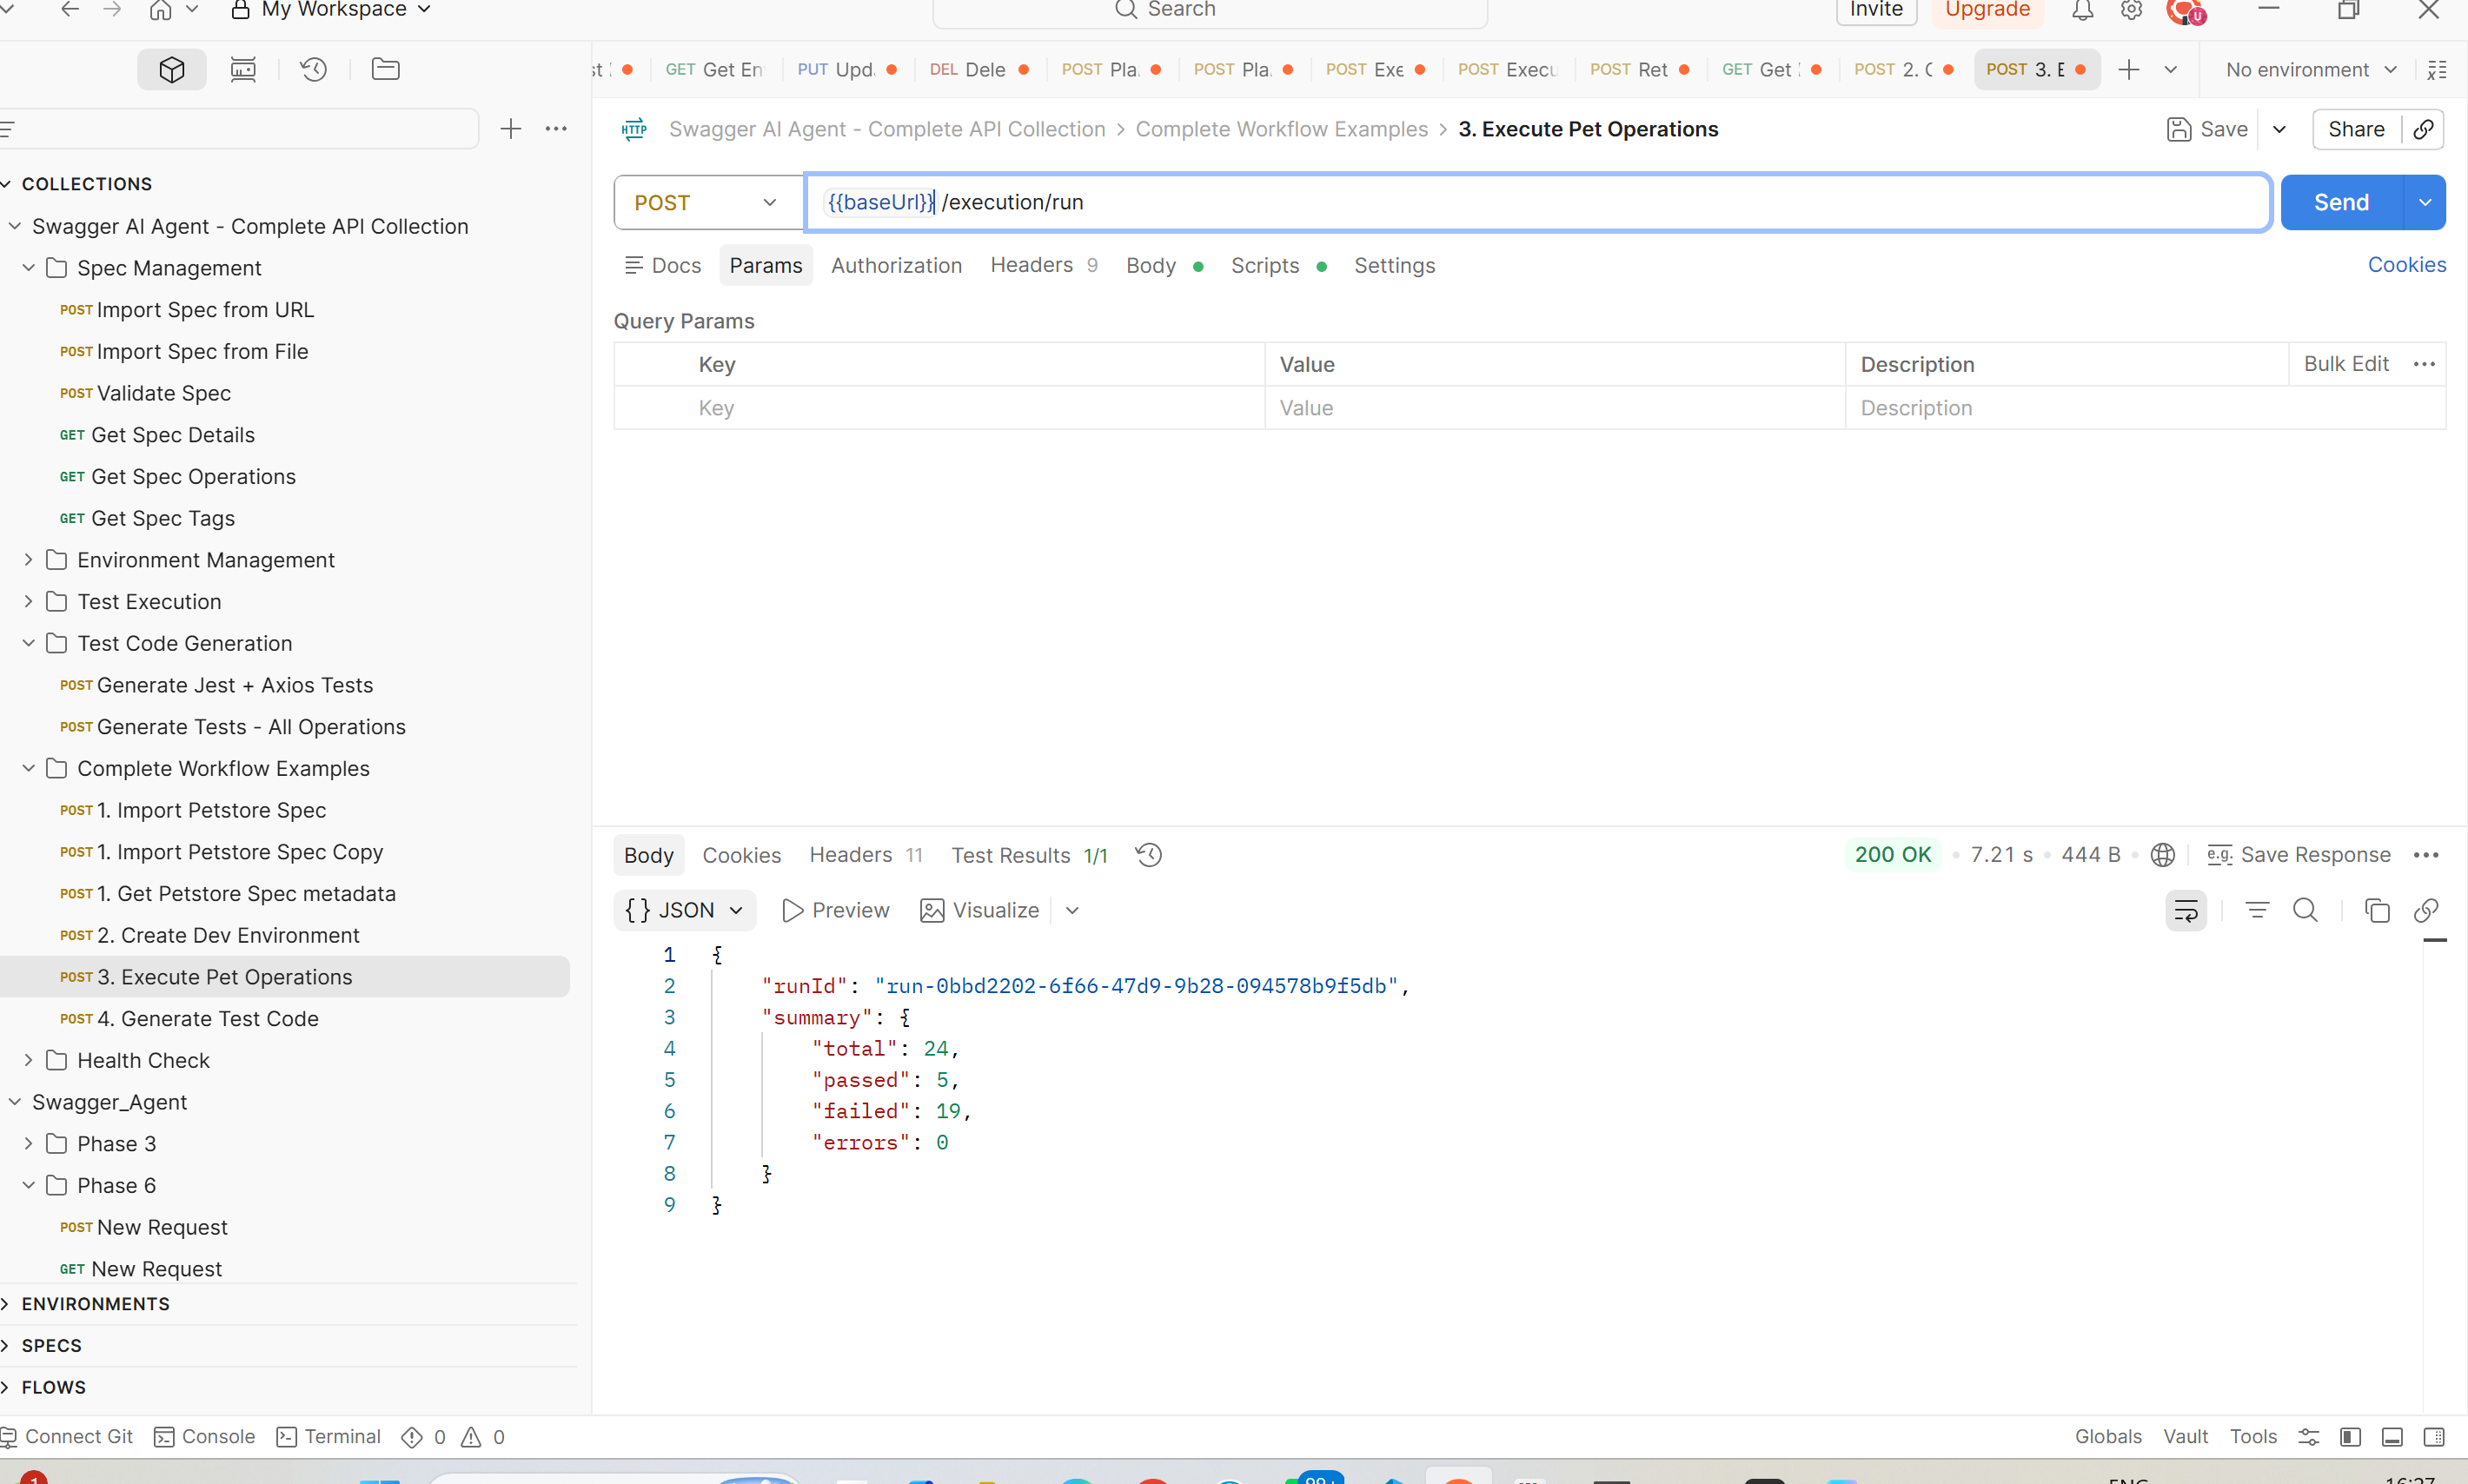 My Workspace
Search
Invite
Upgrade
U
GET Get En
PUT Upd
DEL Dele
POST Pla
POST Pla
POST Exe
POST Execu
POST Ret
GET Get
POST 2. C
POST 3. E
No environment
HTTP
Swagger AI Agent - Complete API Collection > Complete Workflow Examples > 3. Execute Pet Operations
Save
Share
COLLECTIONS
Swagger AI Agent - Complete API Collection
Spec Management
POST Import Spec from URL
POST Import Spec from File
POST Validate Spec
GET Get Spec Details
GET Get Spec Operations
GET Get Spec Tags
Environment Management
Test Execution
Test Code Generation
POST Generate Jest + Axios Tests
POST Generate Tests - All Operations
Complete Workflow Examples
POST 1. Import Petstore Spec
POST 1. Import Petstore Spec Copy
POST 1. Get Petstore Spec metadata
POST 2. Create Dev Environment
POST 3. Execute Pet Operations
POST 4. Generate Test Code
Health Check
Swagger_Agent
Phase 3
Phase 6
POST New Request
GET New Request
ENVIRONMENTS
SPECS
FLOWS
POST
{{baseUrl}} /execution/run
Send
Docs
Params
Authorization
Headers 9
Body
Scripts
Settings
Cookies
Query Params
Key Value Description Bulk Edit
Key Value Description
Body
Cookies
Headers 11
Test Results 1/1
200 OK
7.21 s
444 B
e.g. Save Response
{ } JSON
Preview
Visualize
1 {
2 "runId": "run-0bbd2202-6f66-47d9-9b28-094578b9f5db",
3 "summary": {
4 "total": 24,
5 "passed": 5,
6 "failed": 19,
7 "errors": 0
8 }
9 }
Connect Git
Console
Terminal
0
0
Globals
Vault
Tools
1
99+